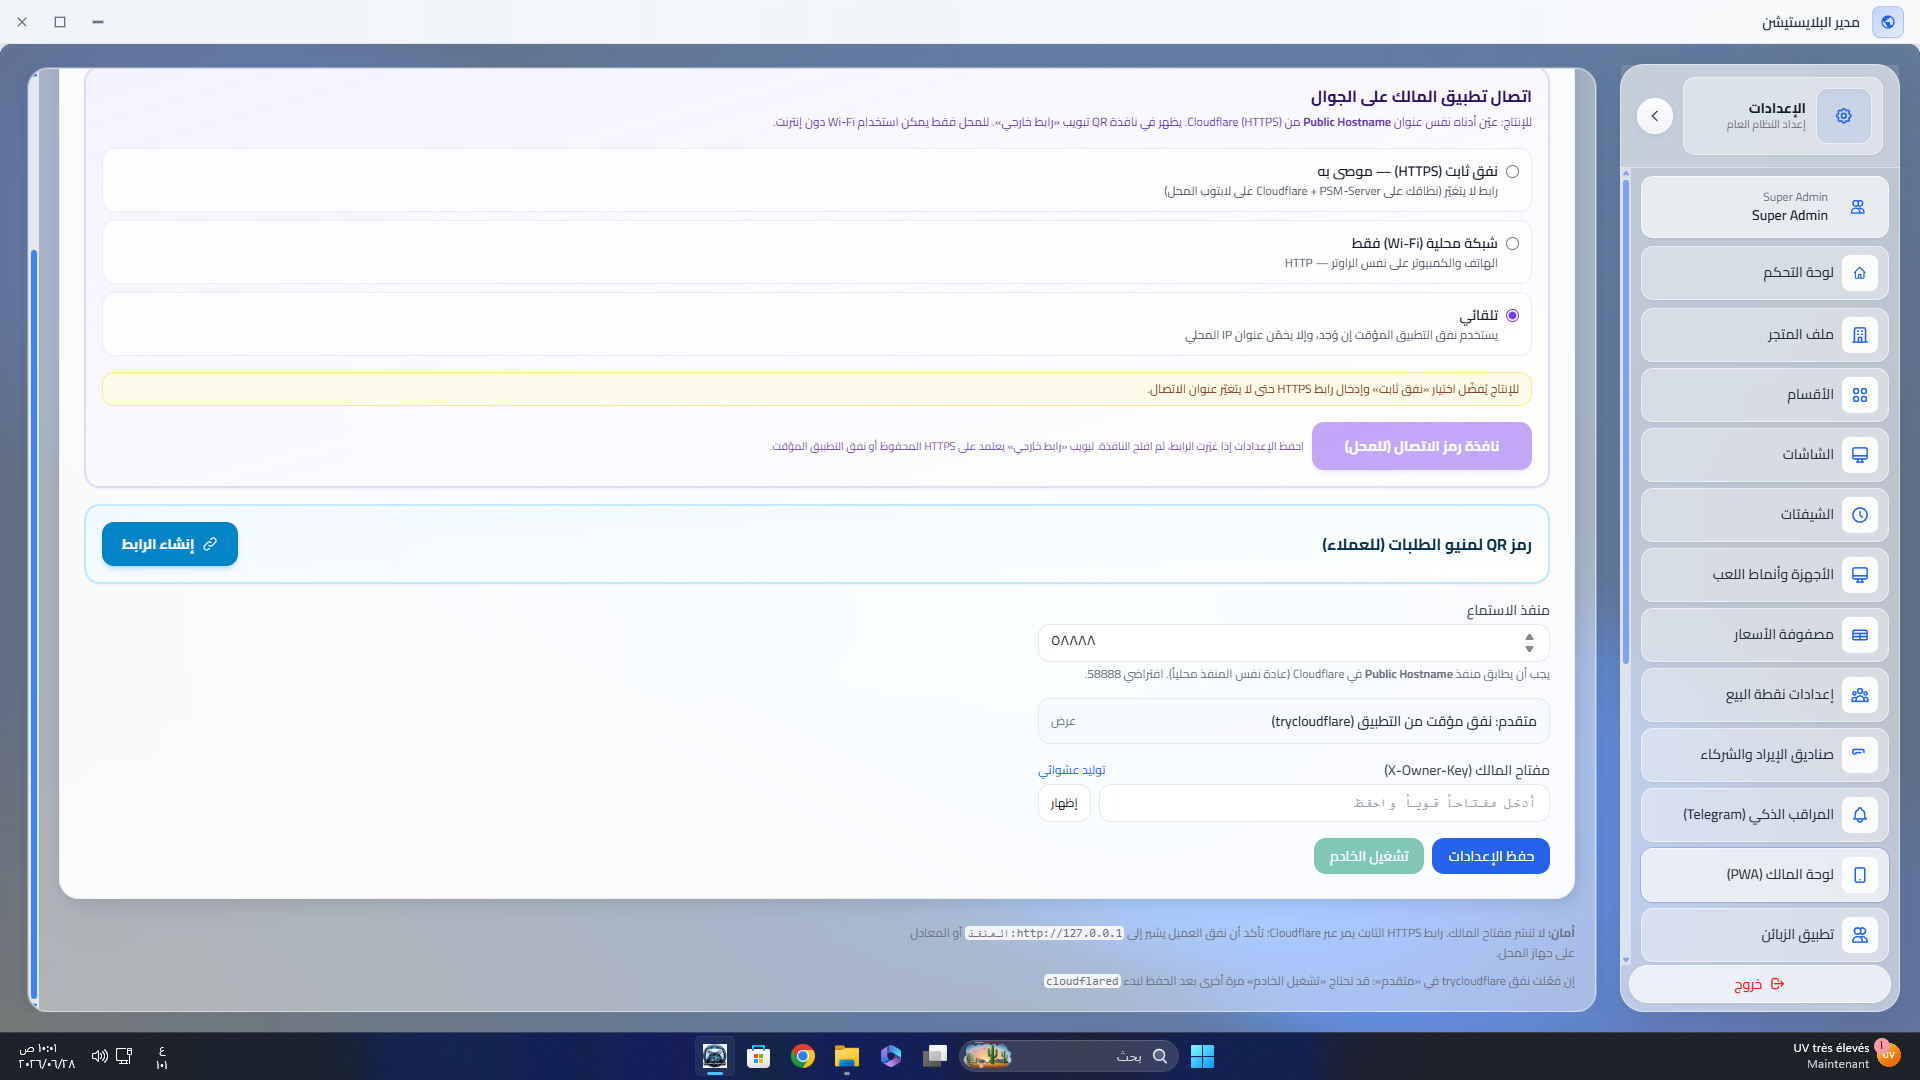 مدير البلايستيشن
الإعدادات
إعداد النظام العام
Super Admin
Super Admin
لوحة التحكم
ملف المتجر
الأقسام
الشاشات
الشيفتات
الأجهزة وأنماط اللعب
مصفوفة الأسعار
إعدادات نقطة البيع
صناديق الإيراد والشركاء
المراقب الذكي (Telegram)
لوحة المالك (PWA)
تطبيق الزبائن
خروج
اتصال تطبيق المالك على الجوال
للإنتاج: عيّن أدناه نفس عنوان Public Hostname من Cloudflare (HTTPS). يظهر في نافذة QR تبويب «رابط خارجي». للمحل فقط يمكن استخدام Wi-Fi دون إنترنت.
نفق ثابت (HTTPS) — موصى به
رابط لا يتغيّر (نطاقك على Cloudflare + PSM-Server على لابتوب المحل)
شبكة محلية (Wi-Fi) فقط
الهاتف والكمبيوتر على نفس الراوتر — HTTP
تلقائي
يستخدم نفق التطبيق المؤقت إن وُجد، وإلا يخمّن عنوان IP المحلي
للإنتاج يُفضّل اختيار «نفق ثابت» وإدخال رابط HTTPS حتى لا يتغيّر عنوان الاتصال.
نافذة رمز الاتصال (للمحل)
احفظ الإعدادات إذا غيّرت الرابط، ثم افتح النافذة. تبويب «رابط خارجي» يعتمد على HTTPS المحفوظ أو نفق التطبيق المؤقت.
رمز QR لمنيو الطلبات (للعملاء)
إنشاء الرابط
منفذ الاستماع
٥٨٨٨٨
يجب أن يطابق منفذ Public Hostname في Cloudflare (عادة نفس المنفذ محلياً). افتراضي 58888.
متقدم: نفق مؤقت من التطبيق (trycloudflare)
عرض
مفتاح المالك (X-Owner-Key)
توليد عشوائي
أدخل مفتاحاً قوياً واحفظ
إظهار
حفظ الإعدادات
تشغيل الخادم
أمان: لا تنشر مفتاح المالك. رابط HTTPS الثابت يمر عبر Cloudflare؛ تأكد أن نفق العميل يشير إلى http://127.0.0.1:المنفذ أو المعادل
على جهاز المحل.
إن فعّلت نفق trycloudflare في «متقدم»: قد تحتاج «تشغيل الخادم» مرة أخرى بعد الحفظ لبدء cloudflared.
UV très élevés
Maintenant
1
UV
بحث
ع
١٠١
١٠:٠١ ص
٢٠٢٦/٠٦/٢٨